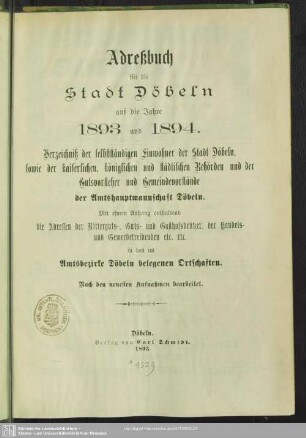 Adreßbuch
für die
Stadt Döbeln
auf die Jahre
1893 und 1894.
Verzeichniß der selbstständigen Einwohner der Stadt Döbeln,
sowie der kaiserlichen, königlichen und städtischen Behörden und der
Gutsvorsteher und Gemeindevorstände
der Amtshauptmannschaft Döbeln.
Mit einem Anhang enthaltend
die Adressen der Ritterguts-, Guts- und Gasthofsbesitzer, der Handels-
und Gewerbetreibenden etc. etc.
in den im
Amtsbezirke Döbeln belegenen Ortschaften.
Nach den neuesten Aufnahmen bearbeitet.
Döbeln.
Verlag von Carl Schmidt.
1893.